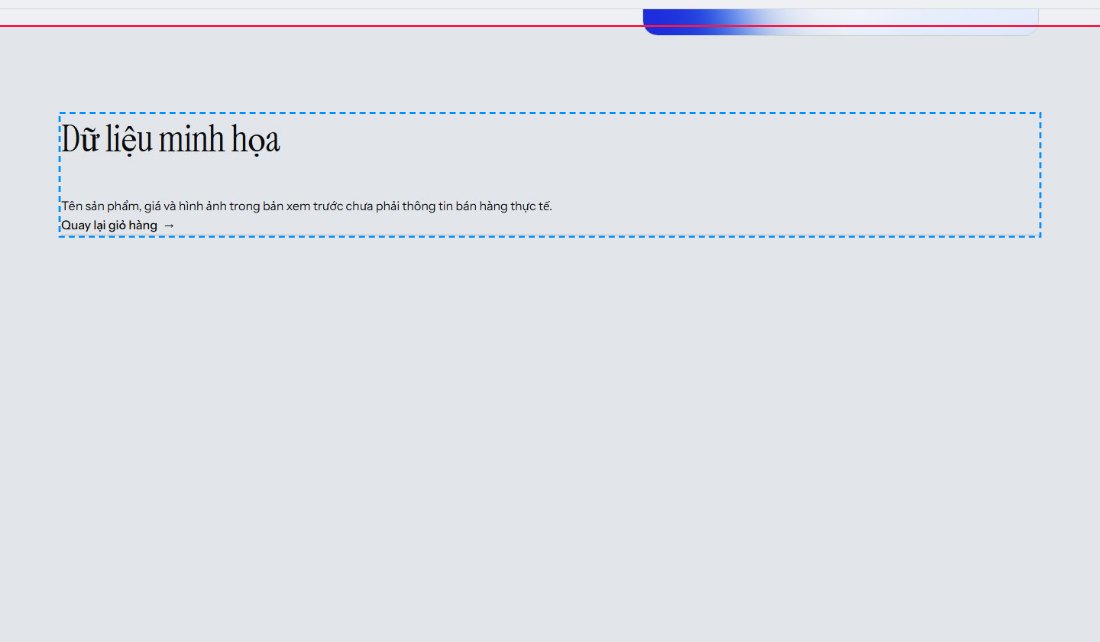 Dữ liệu minh họa
Tên sản phẩm, giá và hình ảnh trong bản xem trước chưa phải thông tin bán hàng thực tế.
Quay lại giỏ hàng →